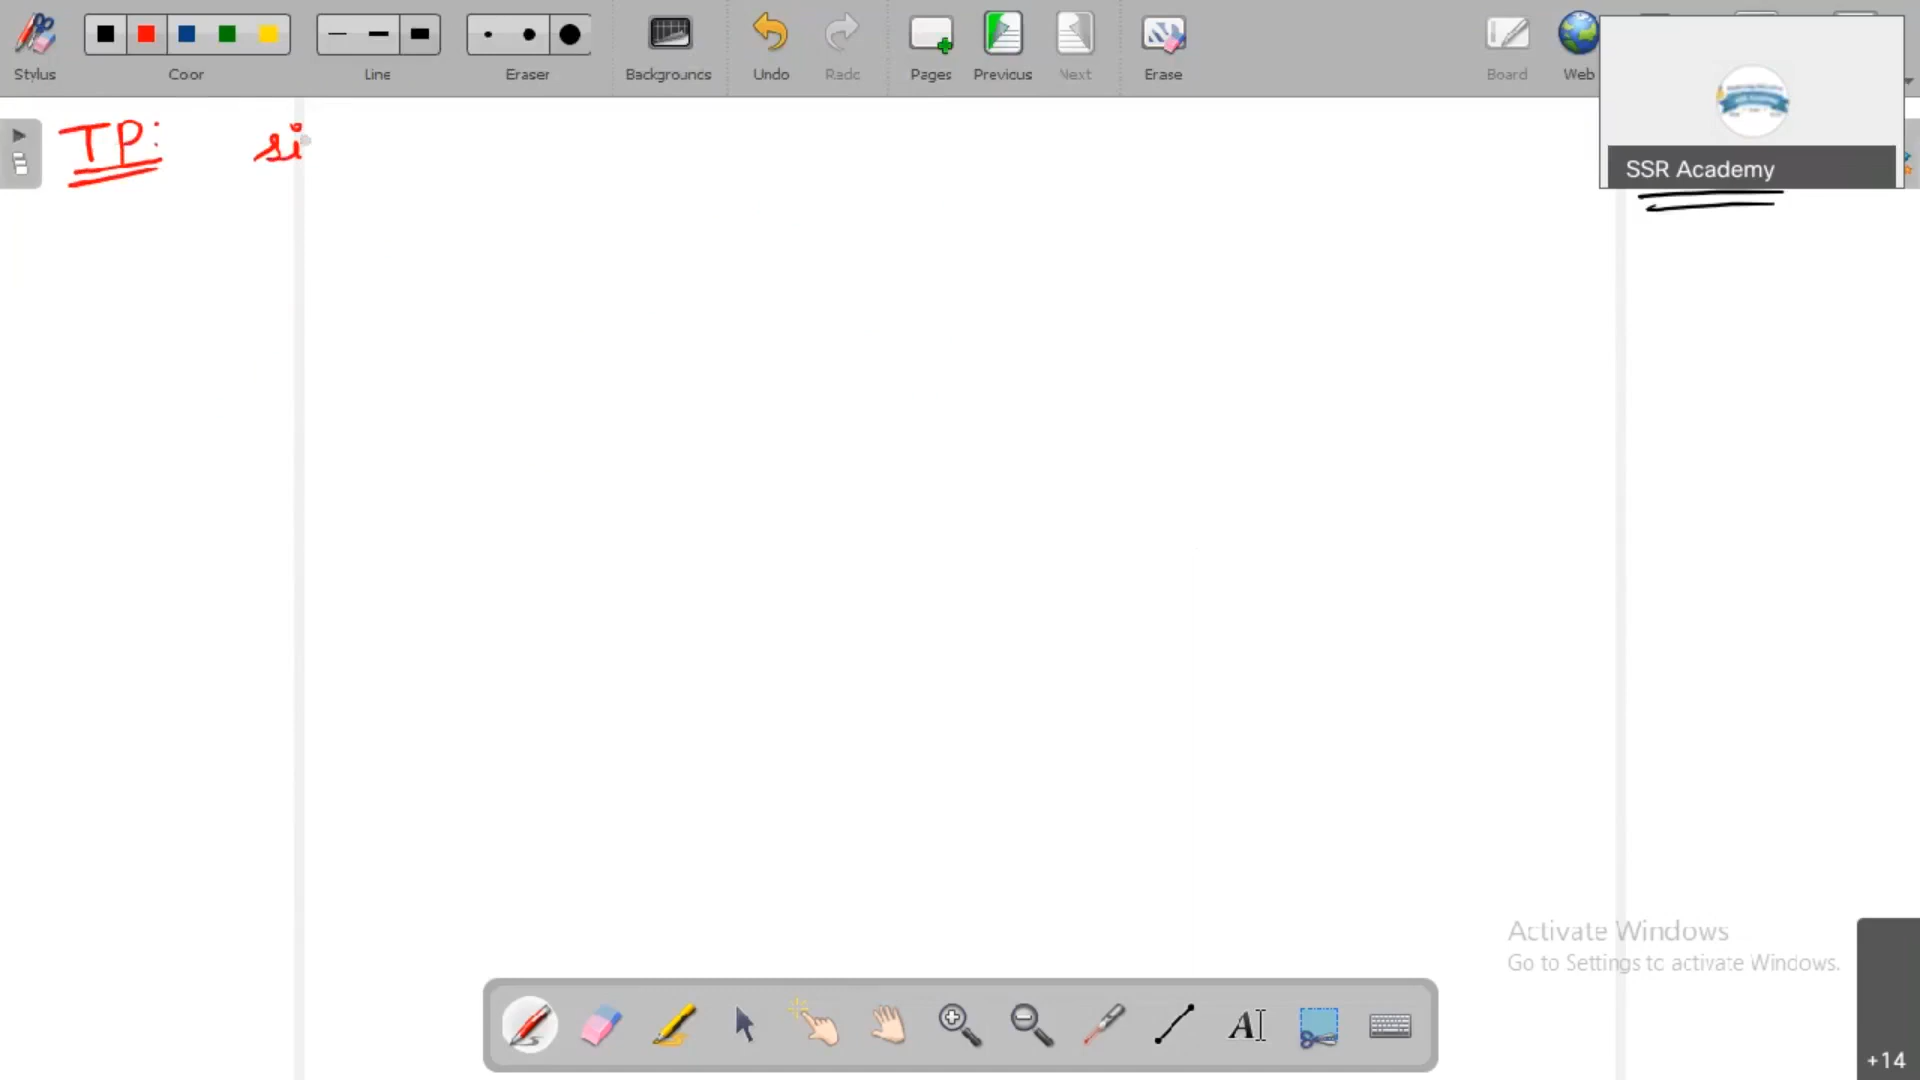 Stylus Color Line Eraser Backgrounds Undo Redo Pages Previous Next Erase Board Web
SSR Academy
TP: si
Activate Windows
Go to Settings to activate Windows.
+14